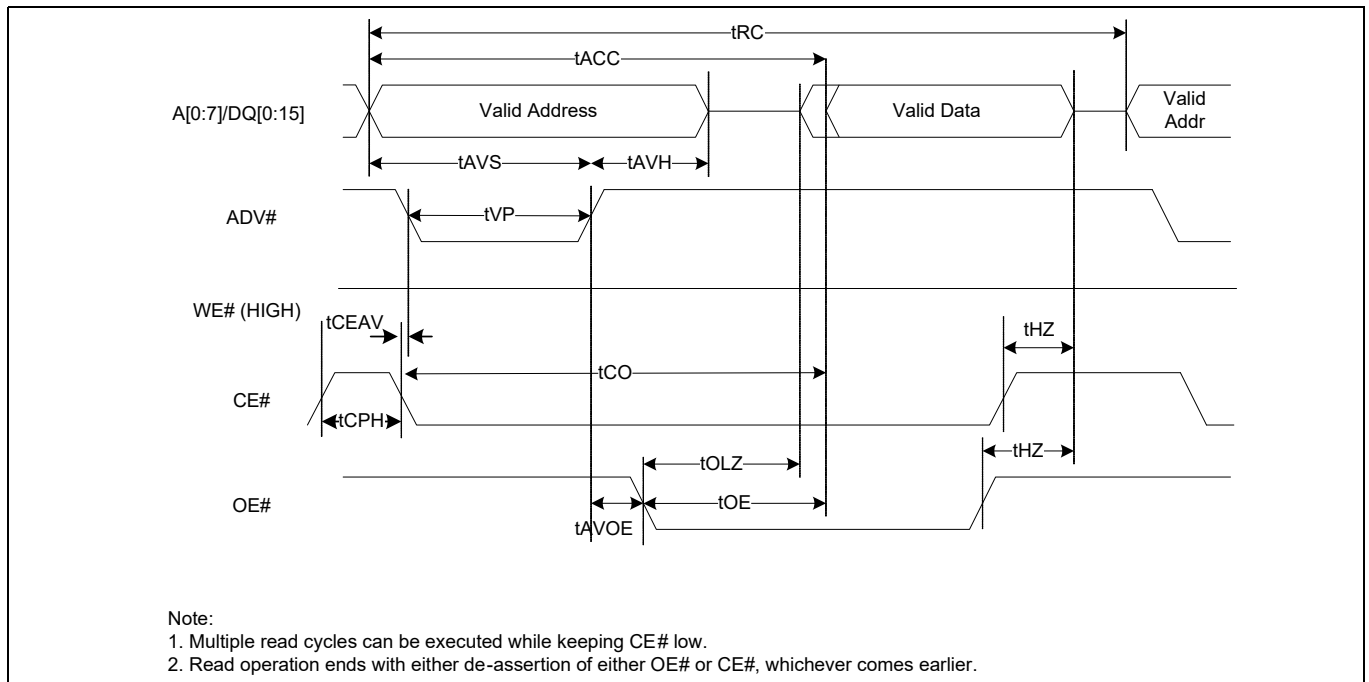 tRC
tACC
A[0:7]/DQ[0:15]
Valid Address
Valid Data
Valid
Addr
tAVS
tAVH
ADV#
tVP
WE# (HIGH)
tCEAV
tHZ
tCO
CE#
tCPH
tHZ
tOLZ
OE#
tOE
tAVOE
Note:
1. Multiple read cycles can be executed while keeping CE# low.
2. Read operation ends with either de-assertion of either OE# or CE#, whichever comes earlier.